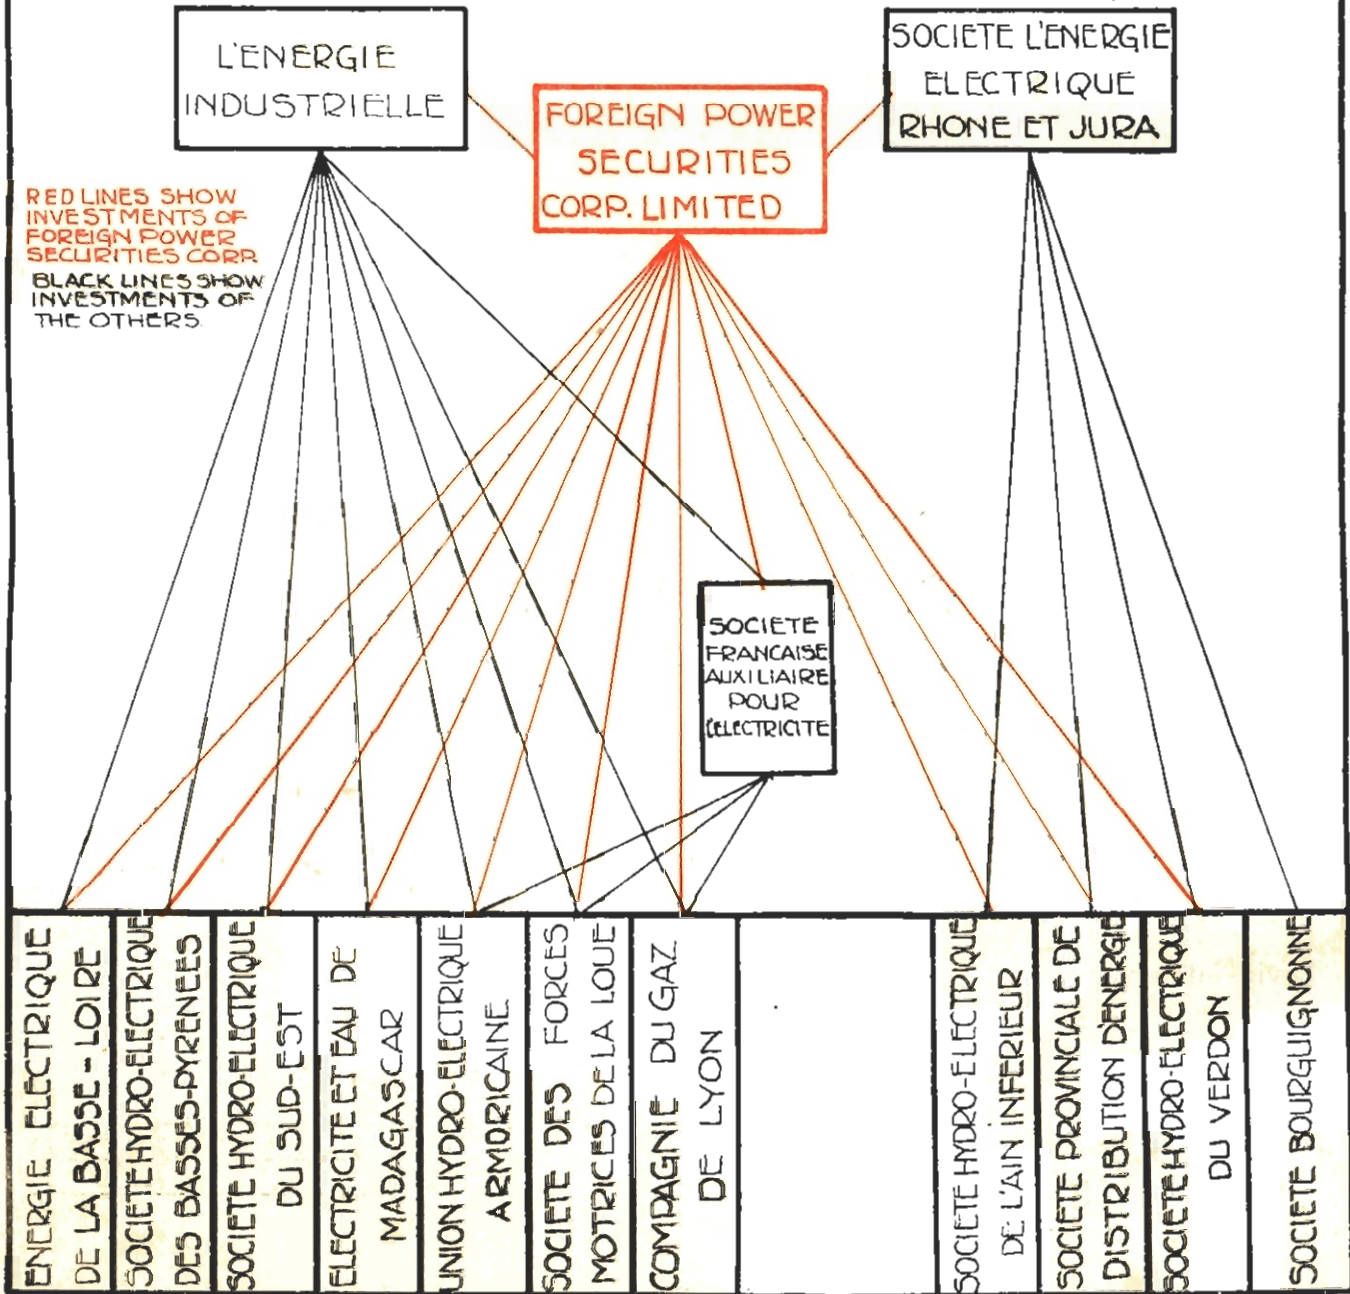 L'ENERGIE
INDUSTRIELLE
FOREIGN POWER
SECURITIES
CORP. LIMITED
SOCIETE L'ENERGIE
ELECTRIQUE
RHONE ET JURA
RED LINES SHOW
INVESTMENTS OF
FOREIGN POWER
SECURITIES CORP.
BLACK LINES SHOW
INVESTMENTS OF
THE OTHERS.
SOCIETE
FRANCAISE
AUXILIAIRE
POUR
L'ELECTRICITE
ENERGIE ELECTRIQUE
DE LA BASSE-LOIRE
SOCIETE HYDRO-ELECTRIQUE
DES BASSES-PYRENEES
SOCIETE HYDRO-ELECTRIQUE
DU SUD-EST
ELECTRICITE ET EAU DE
MADAGASCAR
UNION HYDRO-ELECTRIQUE
ARMORICAINE
SOCIETE DES FORCES
MOTRICES DE LA LOUE
COMPAGNIE DU GAZ
DE LYON
SOCIETE HYDRO-ELECTRIQUE
DE L'AIN INFERIEUR
SOCIETE PROVINCIALE DE
DISTRIBUTION D'ENERGIE
SOCIETE HYDRO-ELECTRIQUE
DU VERDON
SOCIETE BOURGUIGNONNE